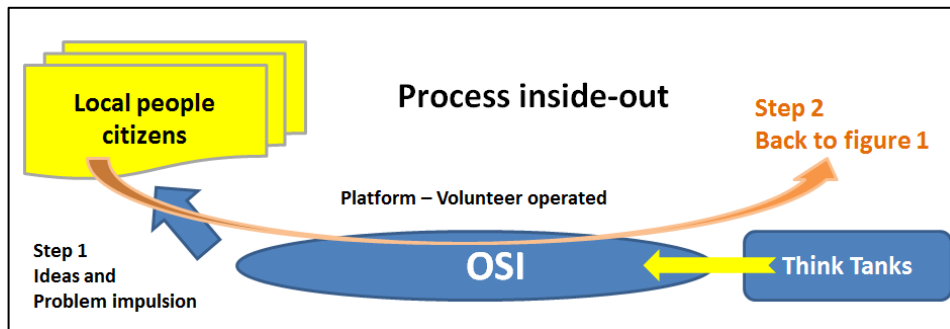 Local people
citizens
Process inside-out
Step 2
Back to figure 1
Platform – Volunteer operated
Step 1
Ideas and
Problem impulsion
OSI
Think Tanks